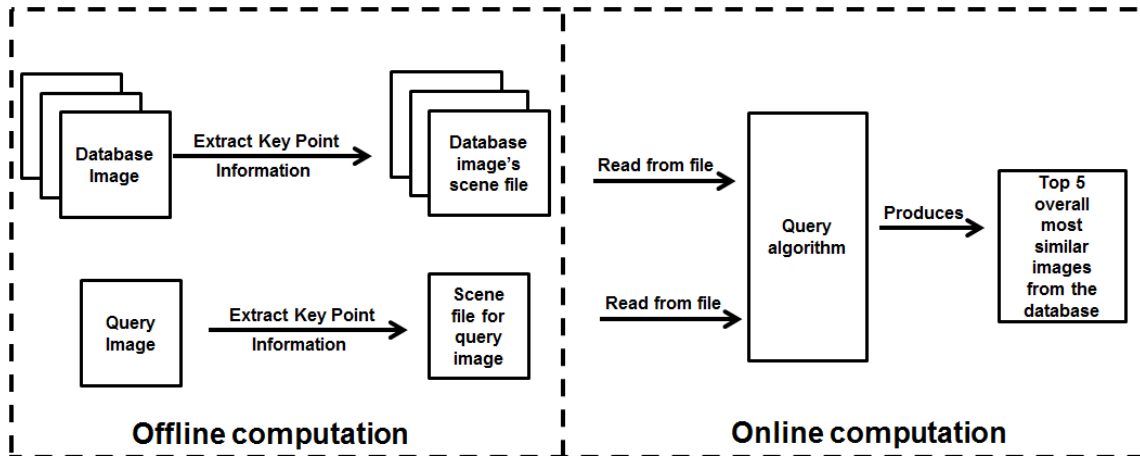 Database
Image
Extract Key Point
Information
Database
image's
scene file
Query
Image
Extract Key Point
Information
Scene
file for
query
image
Offline computation
Read from file
Read from file
Query
algorithm
Produces
Top 5
overall
most
similar
images
from the
database
Online computation